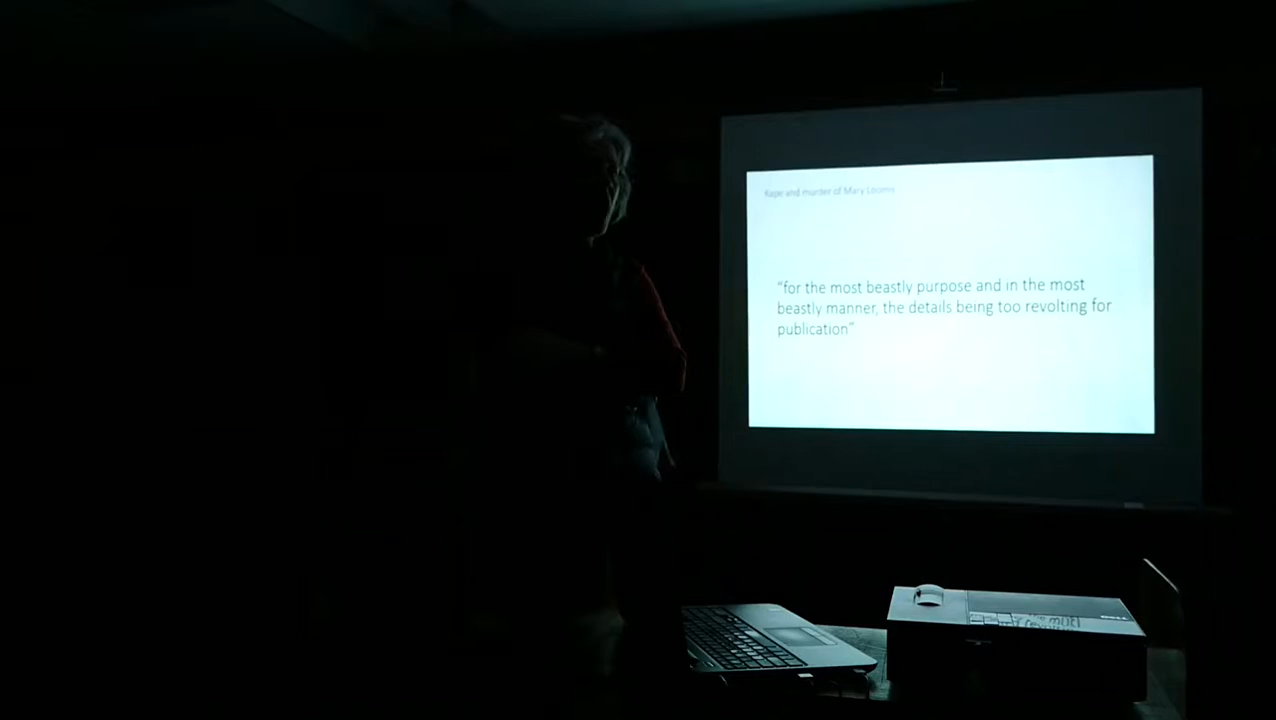 Rape and murder of Mary Loomis
“for the most beastly purpose and in the most
beastly manner, the details being too revolting for
publication”
DELL